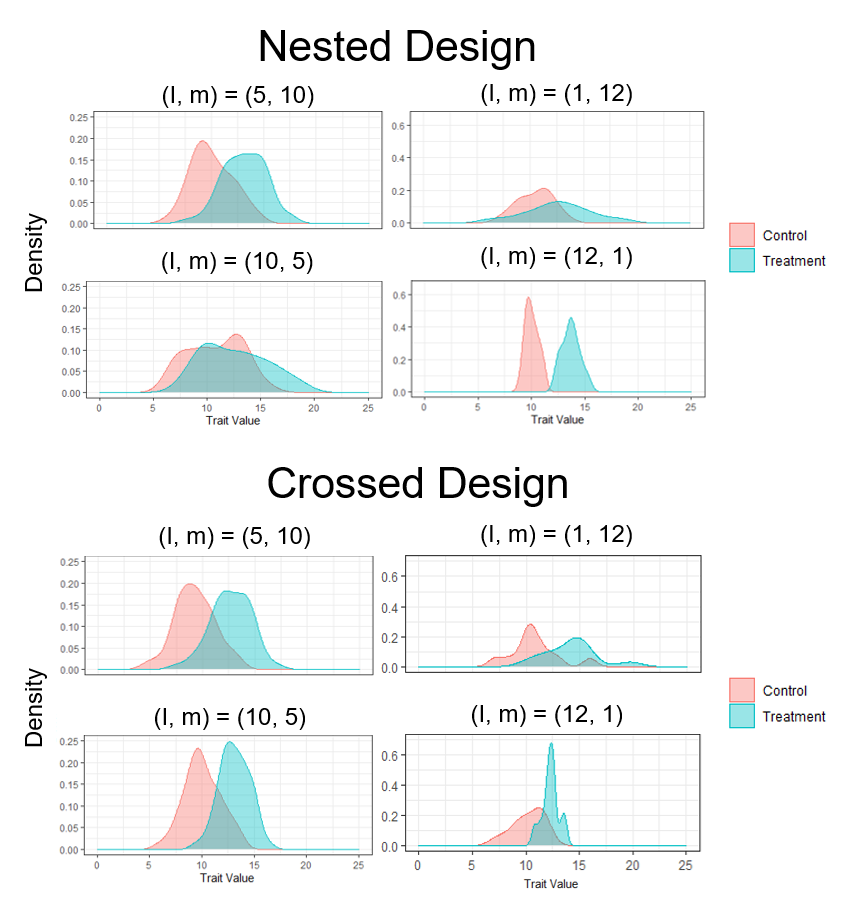 Nested Design
(I, m) = (5, 10)
(I, m) = (1, 12)
0.25
0.20
0.15
0.10
0.05
0.00
0.6
0.4
0.2
0.0
Density
Control
Treatment
(I, m) = (10, 5)
(I, m) = (12, 1)
0.25
0.20
0.15
0.10
0.05
0.00
0 5 10 15 20 25
Trait Value
0.6
0.4
0.2
0.0
0 5 10 15 20 25
Trait Value
Crossed Design
(I, m) = (5, 10)
(I, m) = (1, 12)
0.25
0.20
0.15
0.10
0.05
0.00
0.6
0.4
0.2
0.0
Density
Control
Treatment
(I, m) = (10, 5)
(I, m) = (12, 1)
0.25
0.20
0.15
0.10
0.05
0.00
0 5 10 15 20 25
Trait Value
0.6
0.4
0.2
0.0
0 5 10 15 20 25
Trait Value